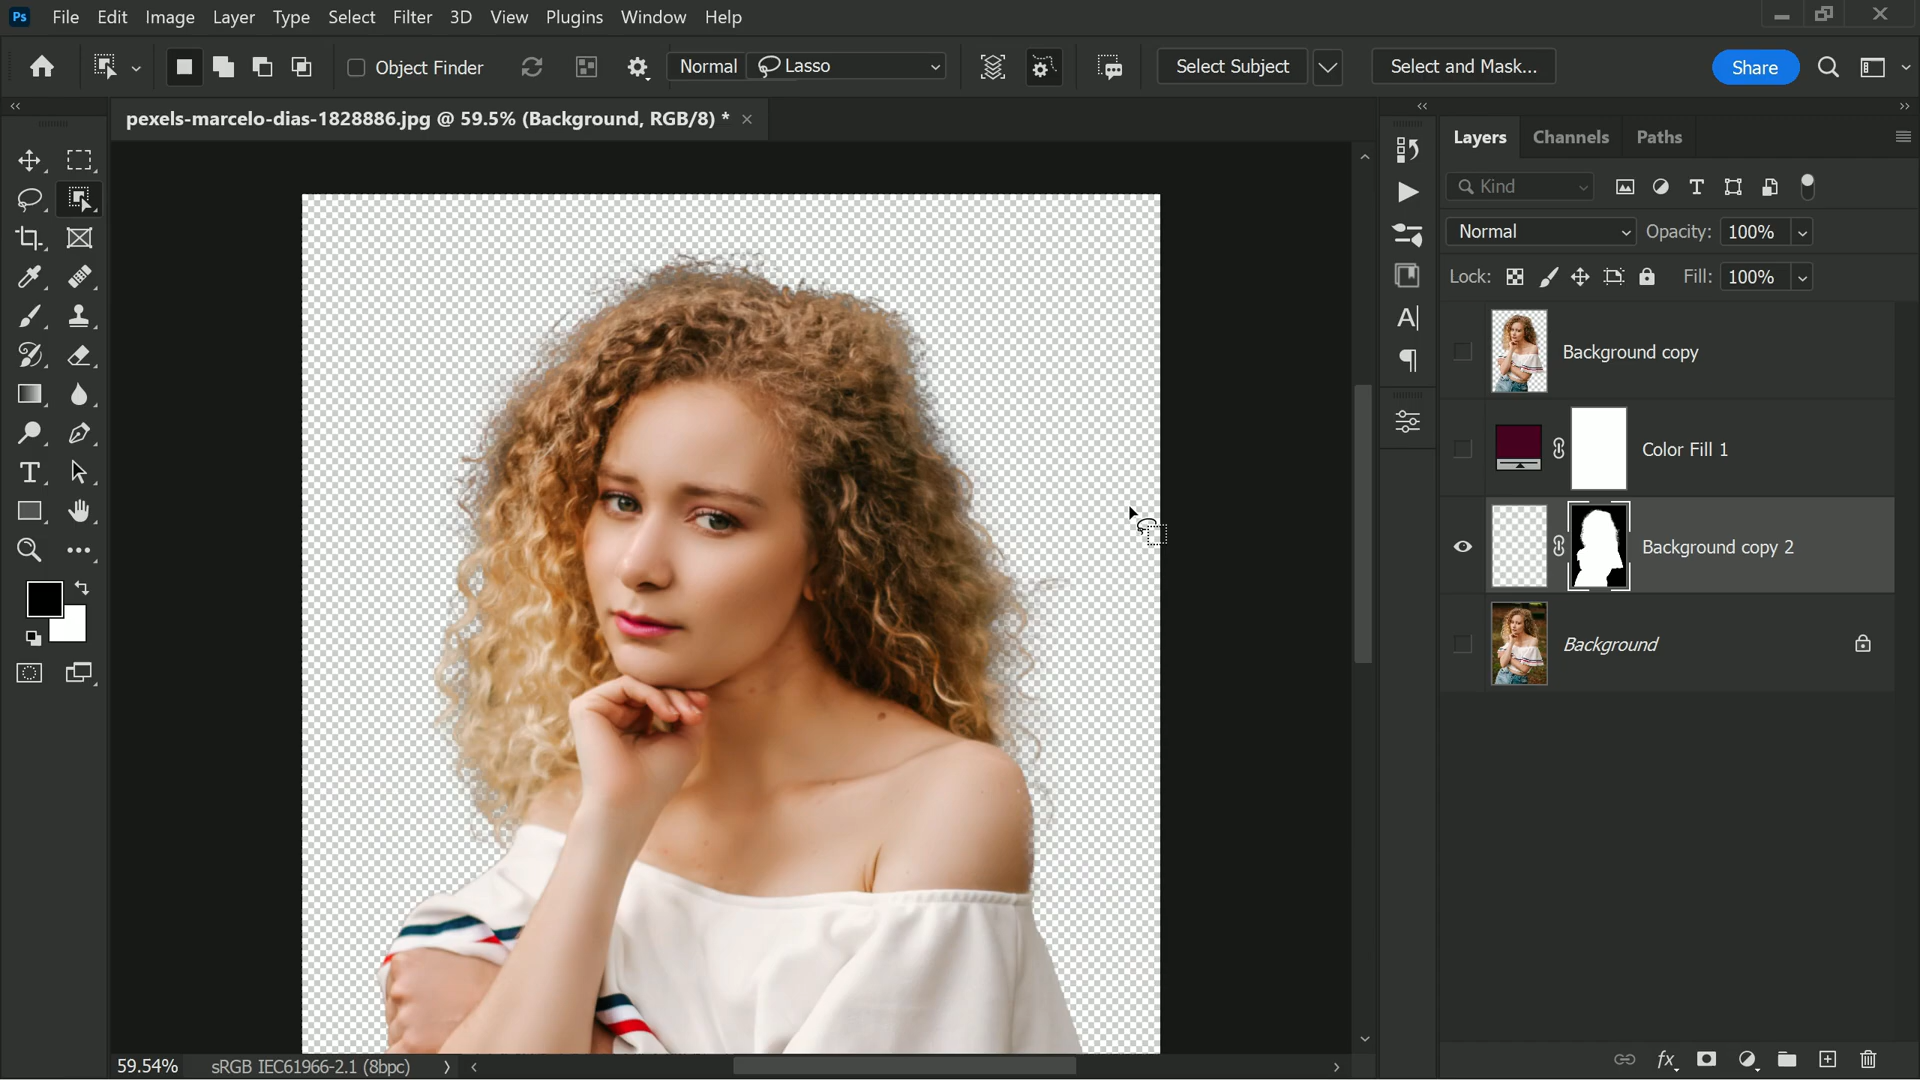 Ps File Edit Image Layer Type Select Filter 3D View Plugins Window Help
Object Finder Normal Lasso Select Subject Select and Mask... Share
pexels-marcelo-dias-1828886.jpg @ 59.5% (Background, RGB/8) * ×
Layers Channels Paths
Kind
Normal Opacity: 100%
Lock: Fill: 100%
Background copy
Color Fill 1
Background copy 2
Background
59.54% sRGB IEC61966-2.1 (8bpc)